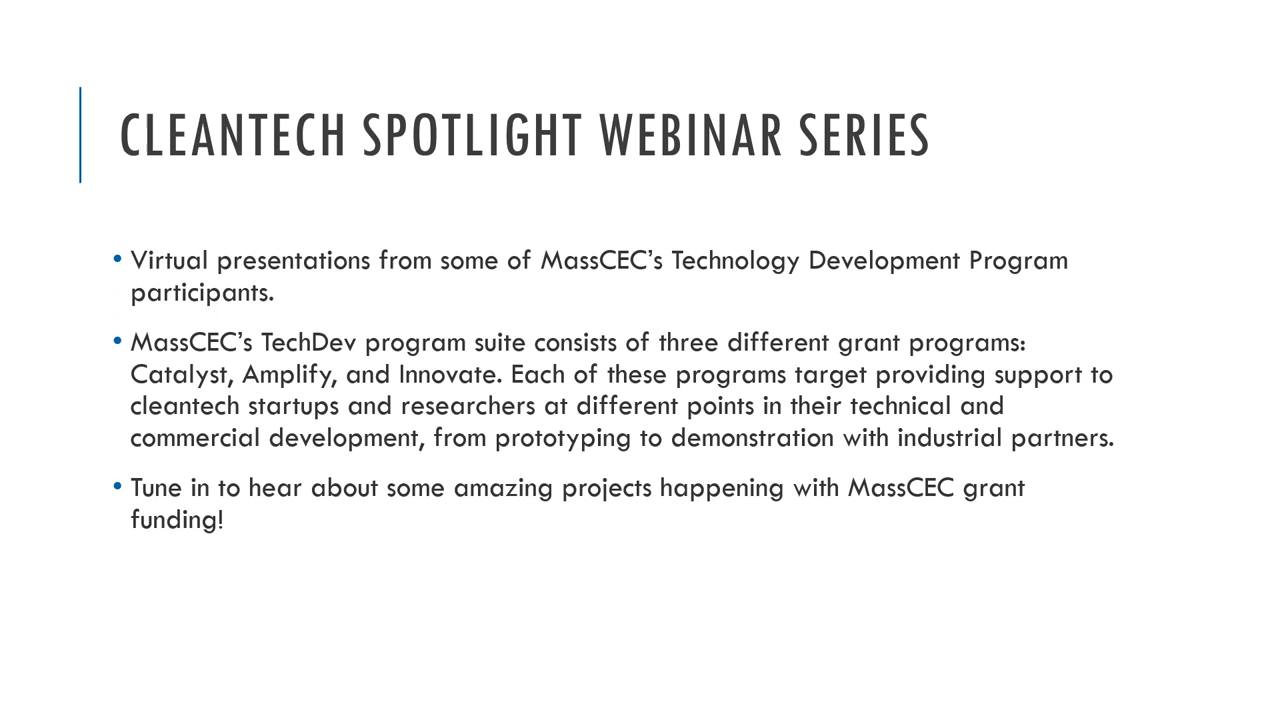 CLEANTECH SPOTLIGHT WEBINAR SERIES
• Virtual presentations from some of MassCEC’s Technology Development Program
participants.
• MassCEC’s TechDev program suite consists of three different grant programs:
Catalyst, Amplify, and Innovate. Each of these programs target providing support to
cleantech startups and researchers at different points in their technical and
commercial development, from prototyping to demonstration with industrial partners.
• Tune in to hear about some amazing projects happening with MassCEC grant
funding!